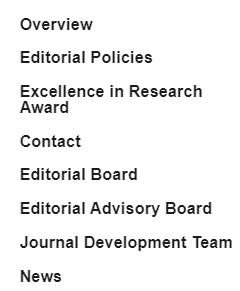 Overview
Editorial Policies
Excellence in Research
Award
Contact
Editorial Board
Editorial Advisory Board
Journal Development Team
News